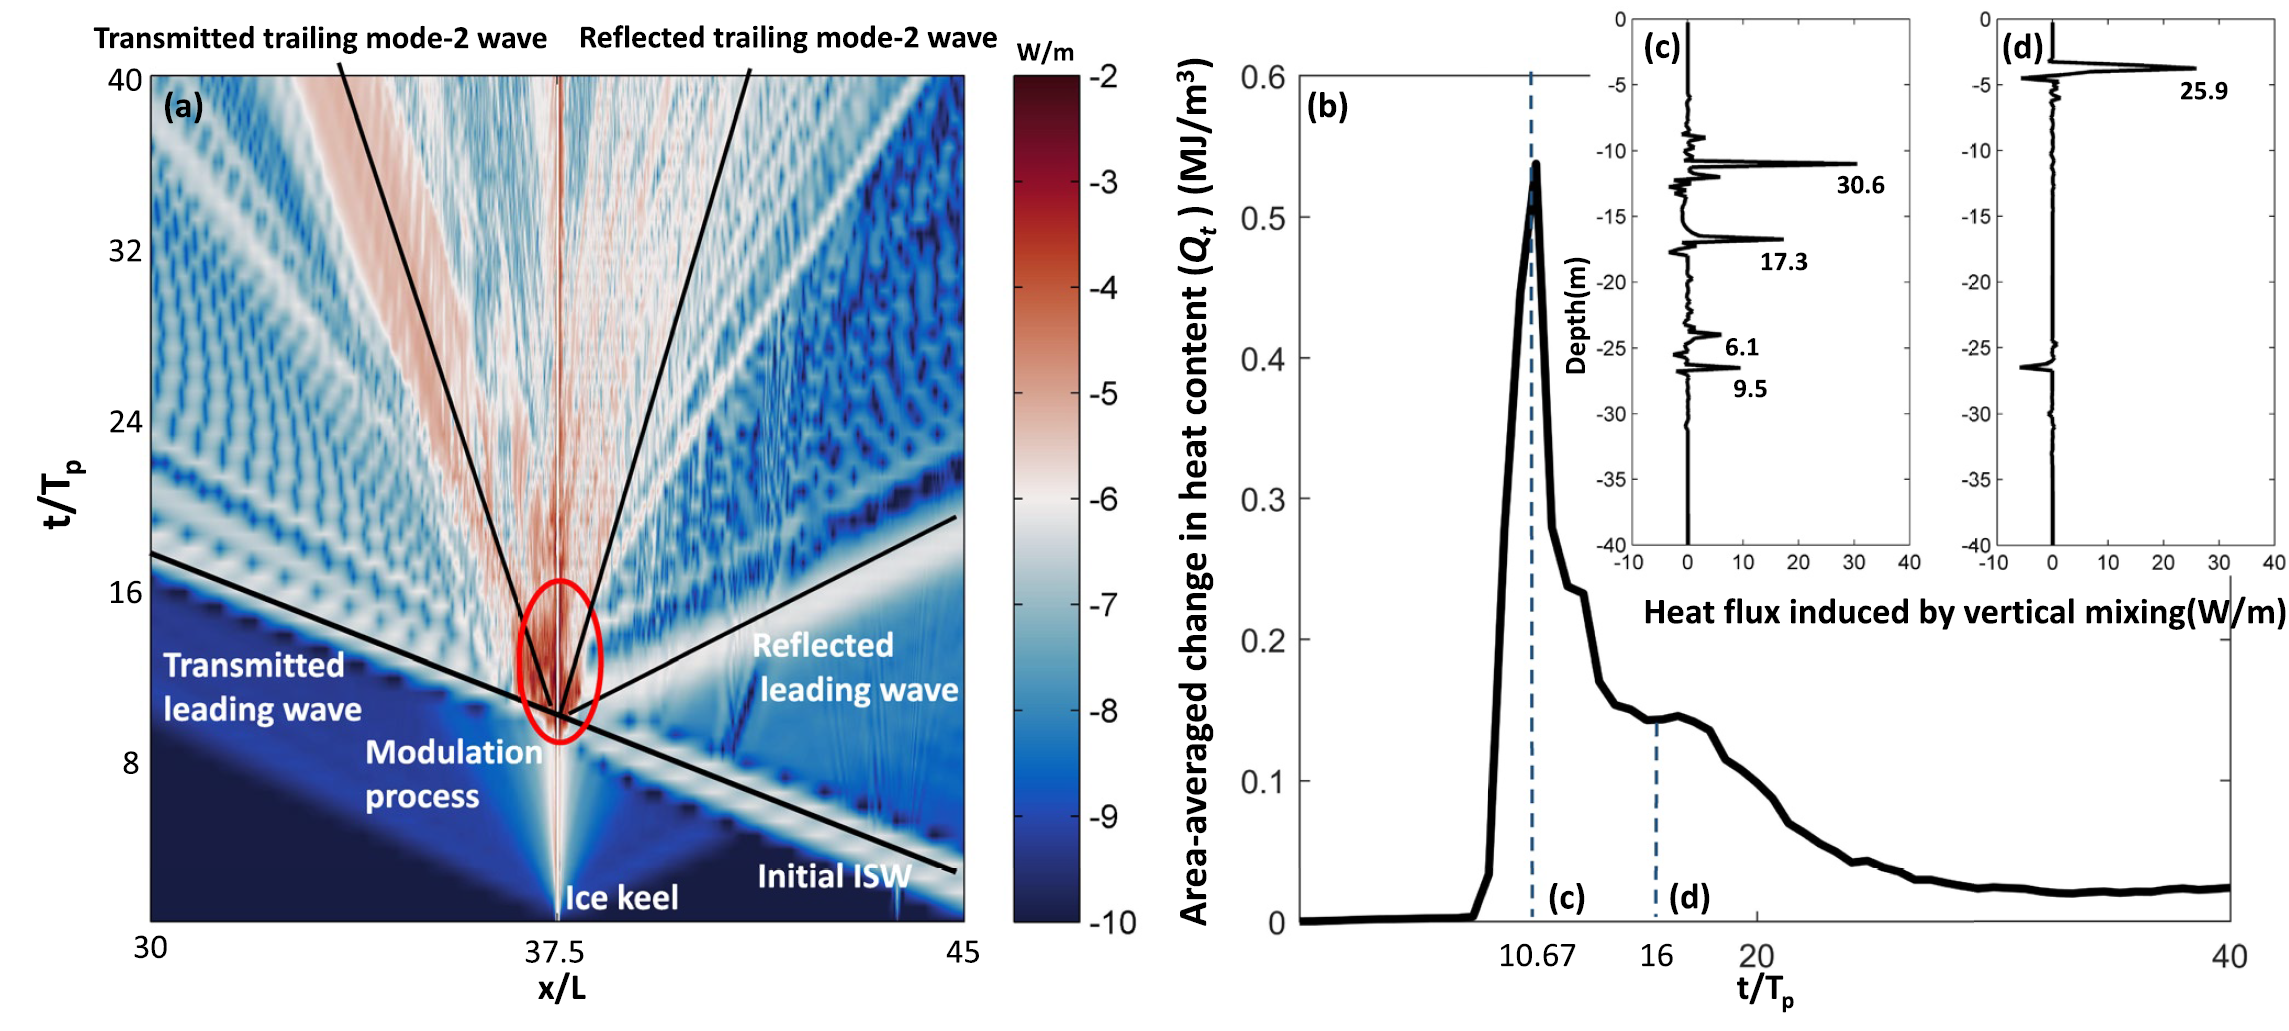 Transmitted trailing mode-2 wave
Reflected trailing mode-2 wave
W/m
(a)
40
32
24
16
8
t/Tp
Transmitted
leading wave
Modulation
process
Reflected
leading wave
Initial ISW
Ice keel
30
37.5
45
x/L
-2
-3
-4
-5
-6
-7
-8
-9
-10
Area-averaged change in heat content (Qt) (MJ/m³)
0.6
0.5
0.4
0.3
0.2
0.1
0
(b)
(c)
(d)
10.67
16
20
40
t/Tp
(c)
0
-5
-10
-15
-20
-25
-30
-35
-40
Depth(m)
30.6
17.3
6.1
9.5
-10
0
10
20
30
40
(d)
0
-5
-10
-15
-20
-25
-30
-35
-40
25.9
-10
0
10
20
30
40
Heat flux induced by vertical mixing(W/m)